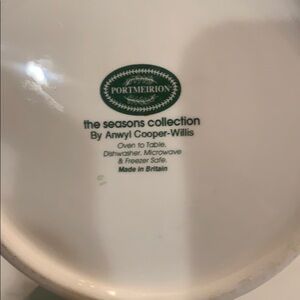 PORTMEIRION
the seasons collection
By Anwyl Cooper-Willis
Oven to Table,
Dishwasher, Microwave
& Freezer Safe.
Made in Britain